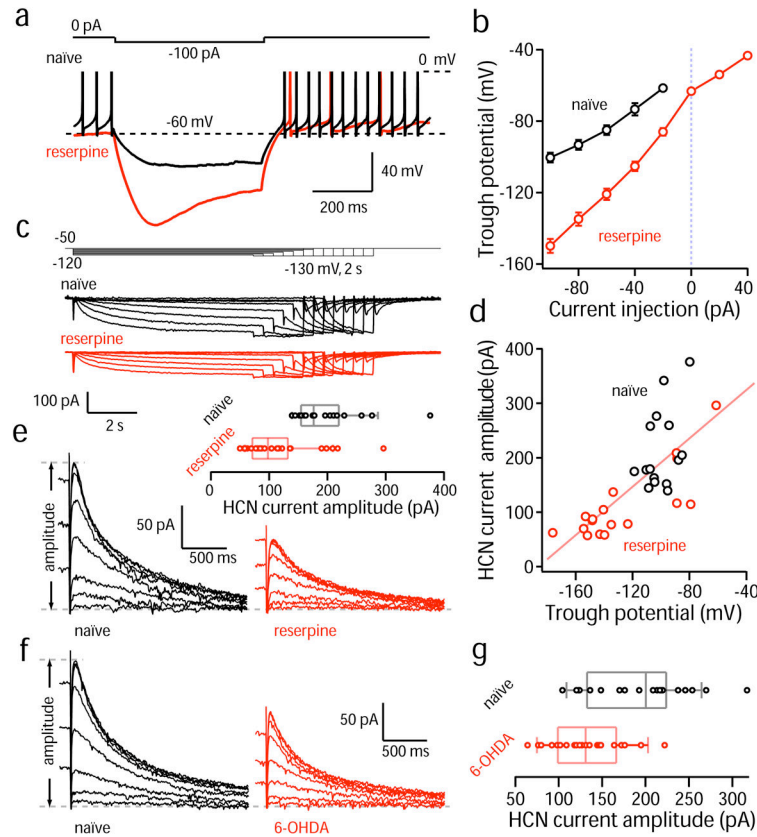 a
0 pA
-100 pA
naïve
0 mV
-60 mV
reserpine
40 mV
200 ms
b
-40
-80
-120
-160
Trough potential (mV)
naïve
reserpine
-80
-40
0
40
Current injection (pA)
c
-50
-120
-130 mV, 2 s
naïve
reserpine
100 pA
2 s
naïve
reserpine
0
100
200
300
400
HCN current amplitude (pA)
d
400
350
300
250
200
150
100
50
0
HCN current amplitude (pA)
naïve
reserpine
-160
-120
-80
-40
Trough potential (mV)
e
amplitude
50 pA
500 ms
naïve
reserpine
f
amplitude
50 pA
500 ms
naïve
6-OHDA
g
naïve
6-OHDA
50
100
150
200
250
300
HCN current amplitude (pA)